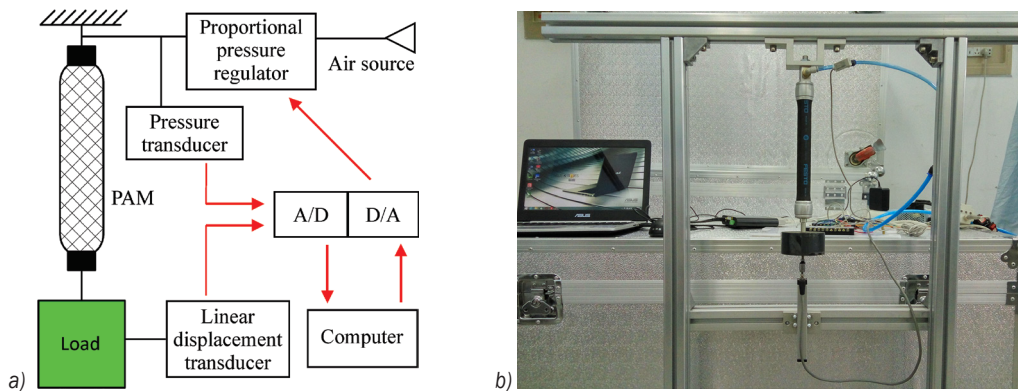 Proportional
pressure
regulator
Air source
Pressure
transducer
PAM
A/D
D/A
Load
Linear
displacement
transducer
Computer
a)
ASUS
b)